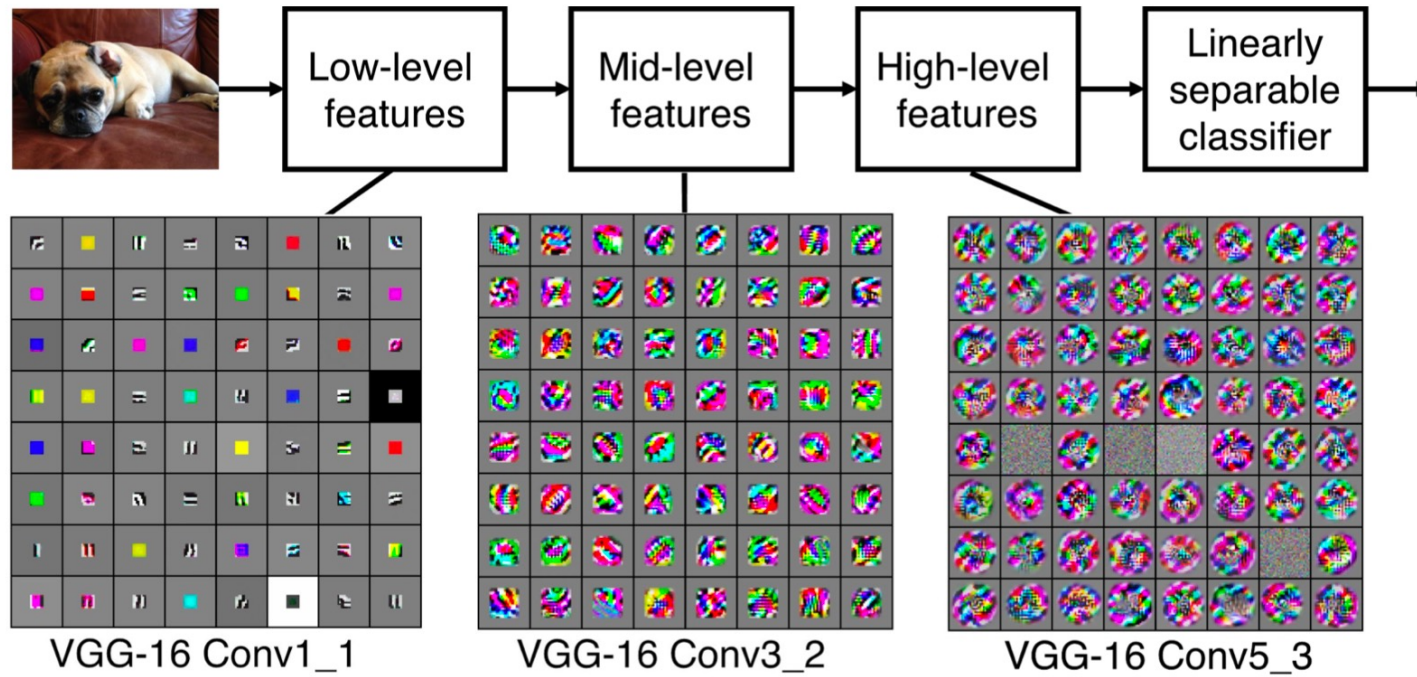 Low-level
features
Mid-level
features
High-level
features
Linearly
separable
classifier
VGG-16 Conv1_1
VGG-16 Conv3_2
VGG-16 Conv5_3